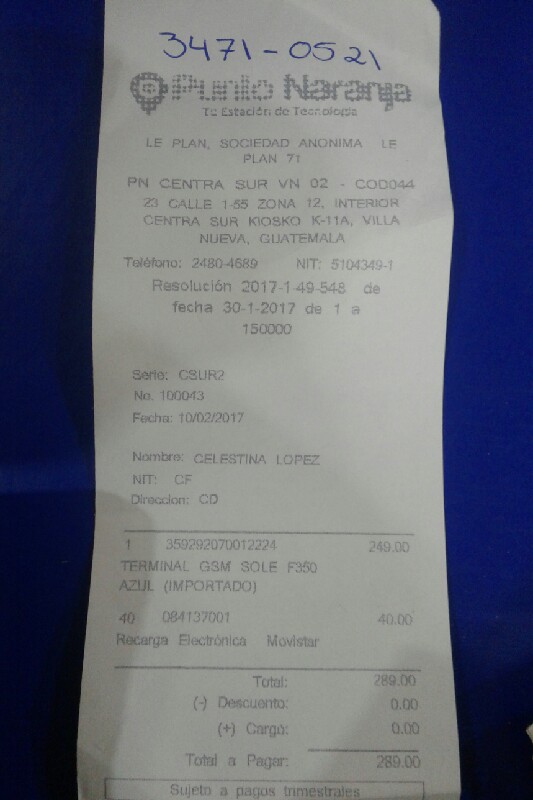 3471-0521
Punto Naranja
Tu Estación de Tecnología
LE PLAN, SOCIEDAD ANONIMA LE
PLAN 71
PN CENTRA SUR VN 02 - COD044
23 CALLE 1-55 ZONA 12, INTERIOR
CENTRA SUR KIOSKO K-11A, VILLA
NUEVA, GUATEMALA
Teléfono: 2480-4689 NIT: 5104349-1
Resolución 2017-1-49-548 de
fecha 30-1-2017 de 1 a
150000
Serie: CSUR2
No. 100043
Fecha: 10/02/2017
Nombre: CELESTINA LOPEZ
NIT: CF
Direccion: CD
1 359292070012224 249.00
TERMINAL GSM SOLE F350
AZUL (IMPORTADO)
40 084137001 40.00
Recarga Electrónica Movistar
Total: 289.00
(-) Descuento: 0.00
(+) Cargo: 0.00
Total a Pagar: 289.00
Sujeto a pagos trimestrales